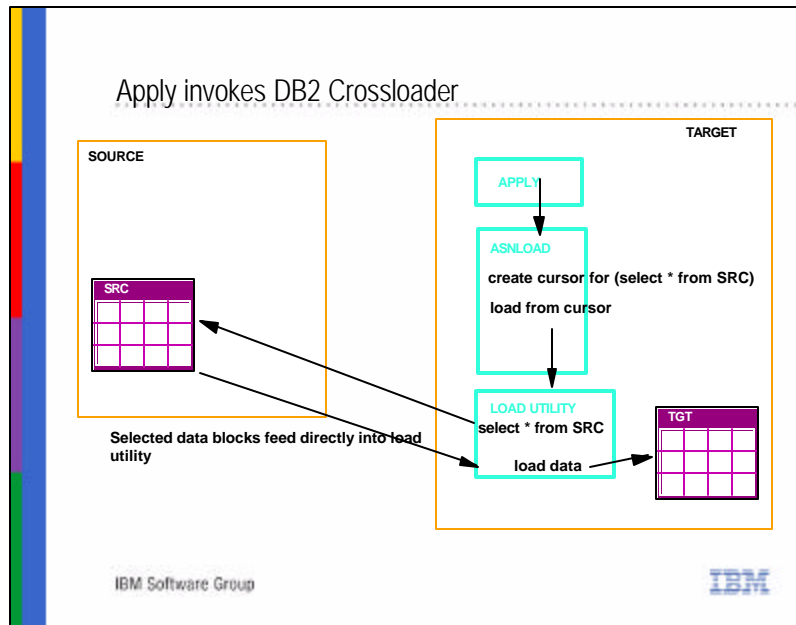 Apply invokes DB2 Crossloader
SOURCE
SRC
Selected data blocks feed directly into load
utility
TARGET
APPLY
ASNLOAD
create cursor for (select * from SRC)
load from cursor
LOAD UTILITY
select * from SRC
load data
TGT
IBM Software Group
IBM